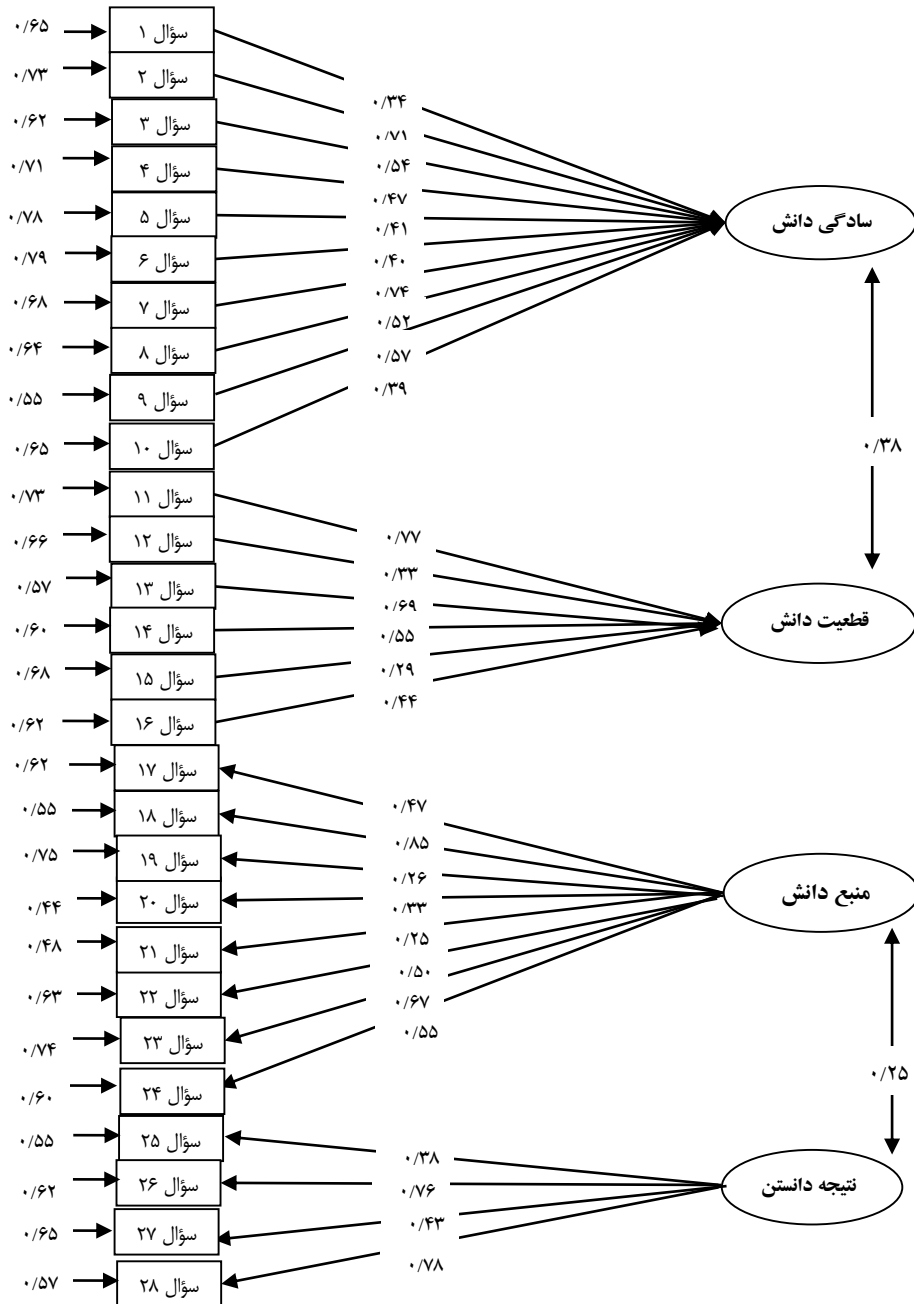 ۰/۶۵
سؤال ۱
۰/۷۳
سؤال ۲
۰/۶۲
سؤال ۳
۰/۷۱
سؤال ۴
۰/۷۸
سؤال ۵
۰/۷۹
سؤال ۶
۰/۶۸
سؤال ۷
۰/۶۴
سؤال ۸
۰/۵۵
سؤال ۹
۰/۶۵
سؤال ۱۰
۰/۷۳
سؤال ۱۱
۰/۶۶
سؤال ۱۲
۰/۵۷
سؤال ۱۳
۰/۶۰
سؤال ۱۴
۰/۶۸
سؤال ۱۵
۰/۶۲
سؤال ۱۶
۰/۶۲
سؤال ۱۷
۰/۵۵
سؤال ۱۸
۰/۷۵
سؤال ۱۹
۰/۴۴
سؤال ۲۰
۰/۴۸
سؤال ۲۱
۰/۶۳
سؤال ۲۲
۰/۷۴
سؤال ۲۳
۰/۶۰
سؤال ۲۴
۰/۵۵
سؤال ۲۵
۰/۶۲
سؤال ۲۶
۰/۶۵
سؤال ۲۷
۰/۵۷
سؤال ۲۸
۰/۳۴
۰/۷۱
۰/۵۴
۰/۴۷
۰/۴۱
۰/۴۰
۰/۷۴
۰/۵۲
۰/۵۷
۰/۳۹
۰/۷۷
۰/۳۳
۰/۶۹
۰/۵۵
۰/۲۹
۰/۴۴
۰/۴۷
۰/۸۵
۰/۲۶
۰/۳۳
۰/۲۵
۰/۵۰
۰/۶۷
۰/۵۵
۰/۳۸
۰/۷۶
۰/۴۳
۰/۷۸
سادگی دانش
۰/۳۸
قطعیت دانش
منبع دانش
۰/۲۵
نتیجه دانستن